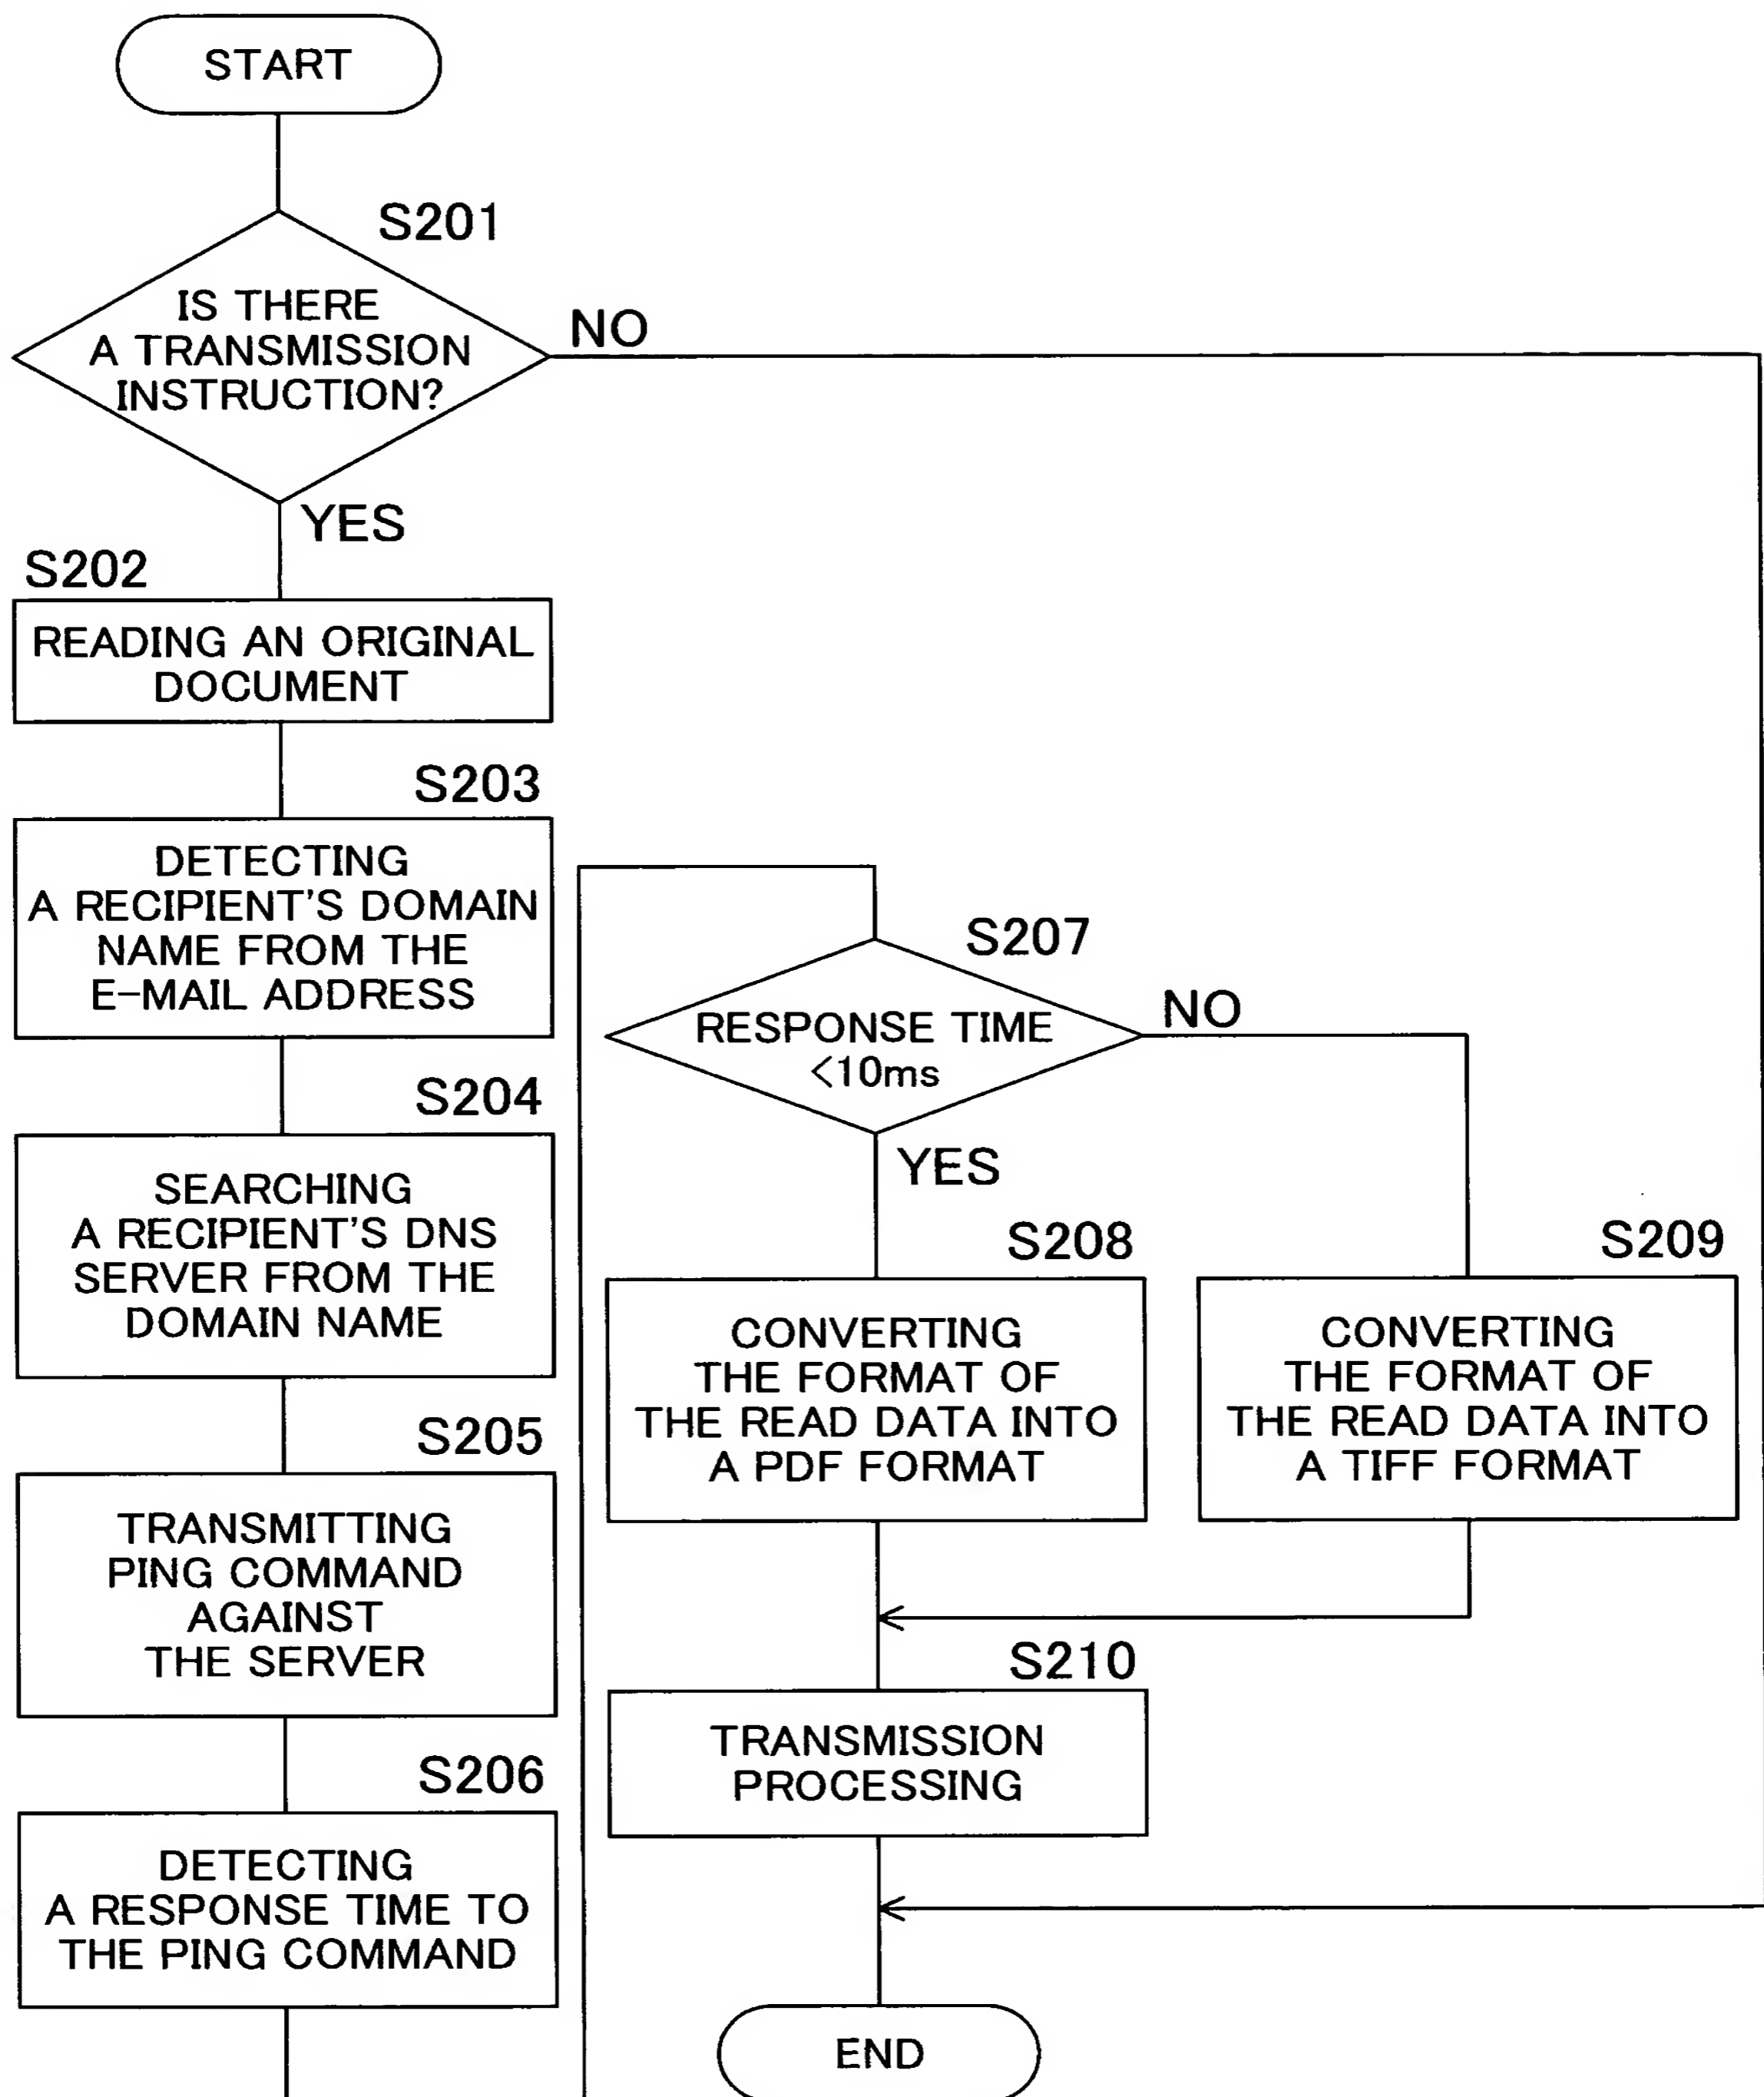 START
S201
IS THERE
A TRANSMISSION
INSTRUCTION?
NO
YES
S202
READING AN ORIGINAL
DOCUMENT
S203
DETECTING
A RECIPIENT'S DOMAIN
NAME FROM THE
E-MAIL ADDRESS
S204
SEARCHING
A RECIPIENT'S DNS
SERVER FROM THE
DOMAIN NAME
S205
TRANSMITTING
PING COMMAND
AGAINST
THE SERVER
S206
DETECTING
A RESPONSE TIME TO
THE PING COMMAND
S207
RESPONSE TIME
<10ms
NO
YES
S208
CONVERTING
THE FORMAT OF
THE READ DATA INTO
A PDF FORMAT
S209
CONVERTING
THE FORMAT OF
THE READ DATA INTO
A TIFF FORMAT
S210
TRANSMISSION
PROCESSING
END